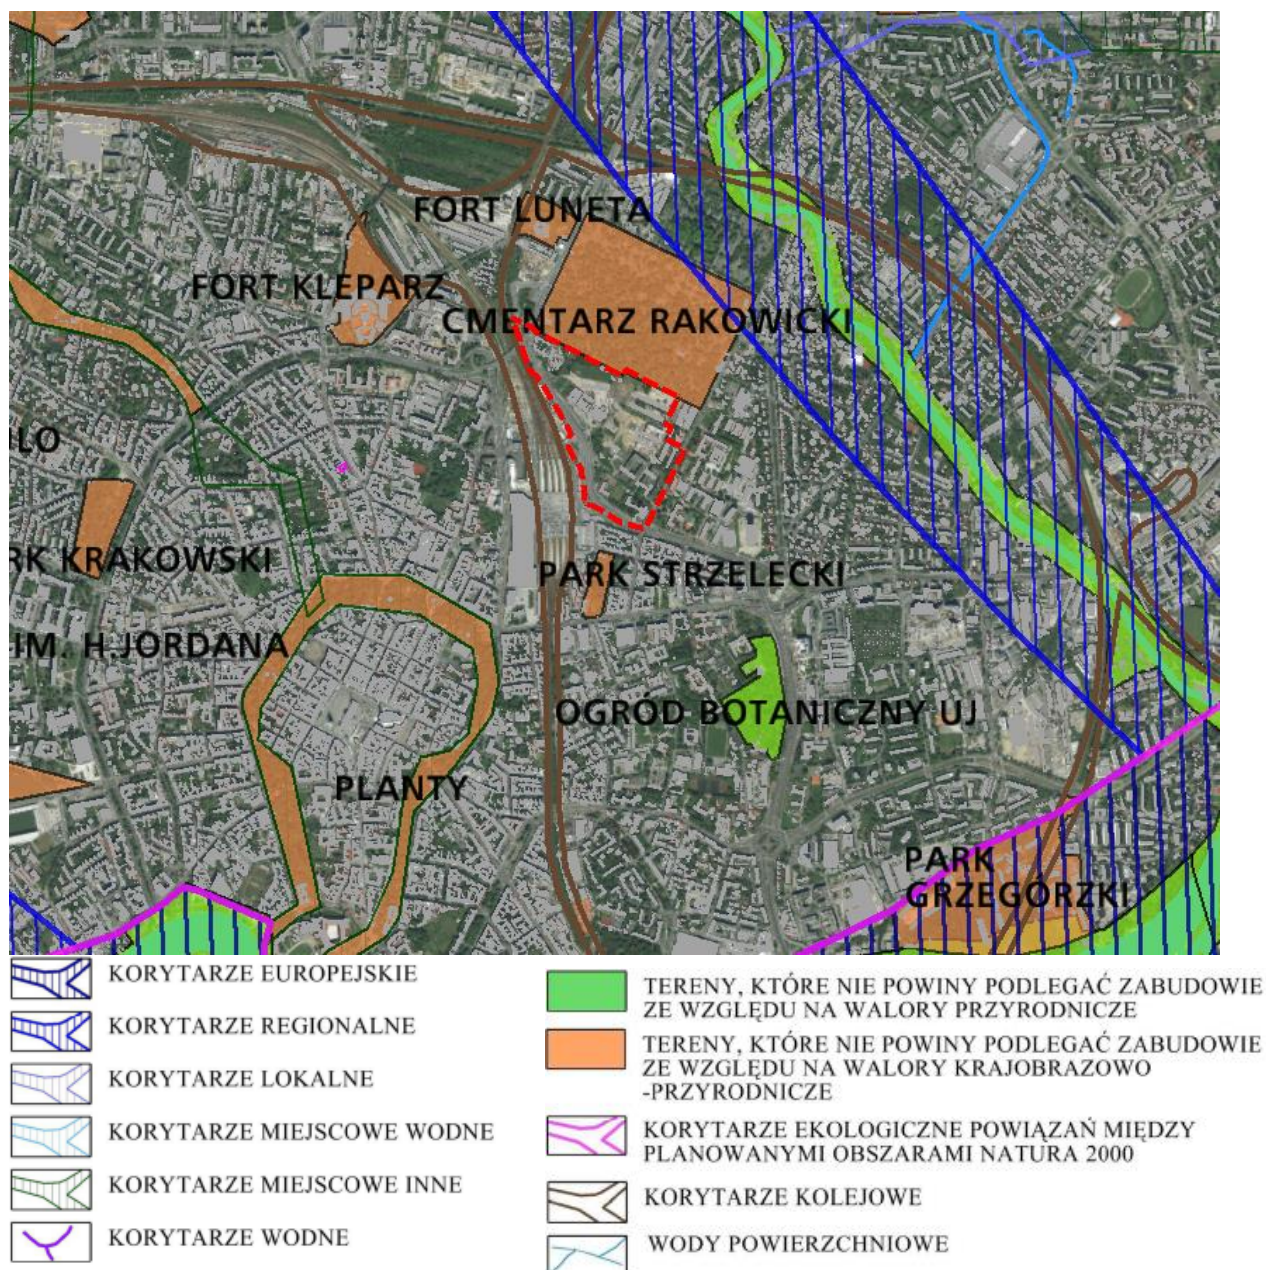 FORT LUNETA
FORT KLEPARZ
CMENTARZ RAKOWICKI
LO
RK KRAKOWSKI
PARK STRZELECKI
IM. H.JORDANA
OGRÓD BOTANICZNY UJ
PLANTY
PARK
GRZEGÓRZKI
KORYTARZE EUROPEJSKIE
KORYTARZE REGIONALNE
KORYTARZE LOKALNE
KORYTARZE MIEJSCOWE WODNE
KORYTARZE MIEJSCOWE INNE
KORYTARZE WODNE
TERENY, KTÓRE NIE POWINY PODLEGAĆ ZABUDOWIE
ZE WZGLĘDU NA WALORY PRZYRODNICZE
TERENY, KTÓRE NIE POWINY PODLEGAĆ ZABUDOWIE
ZE WZGLĘDU NA WALORY KRAJOBRAZOWO
-PRZYRODNICZE
KORYTARZE EKOLOGICZNE POWIĄZAŃ MIĘDZY
PLANOWANYMI OBSZARAMI NATURA 2000
KORYTARZE KOLEJOWE
WODY POWIERZCHNIOWE